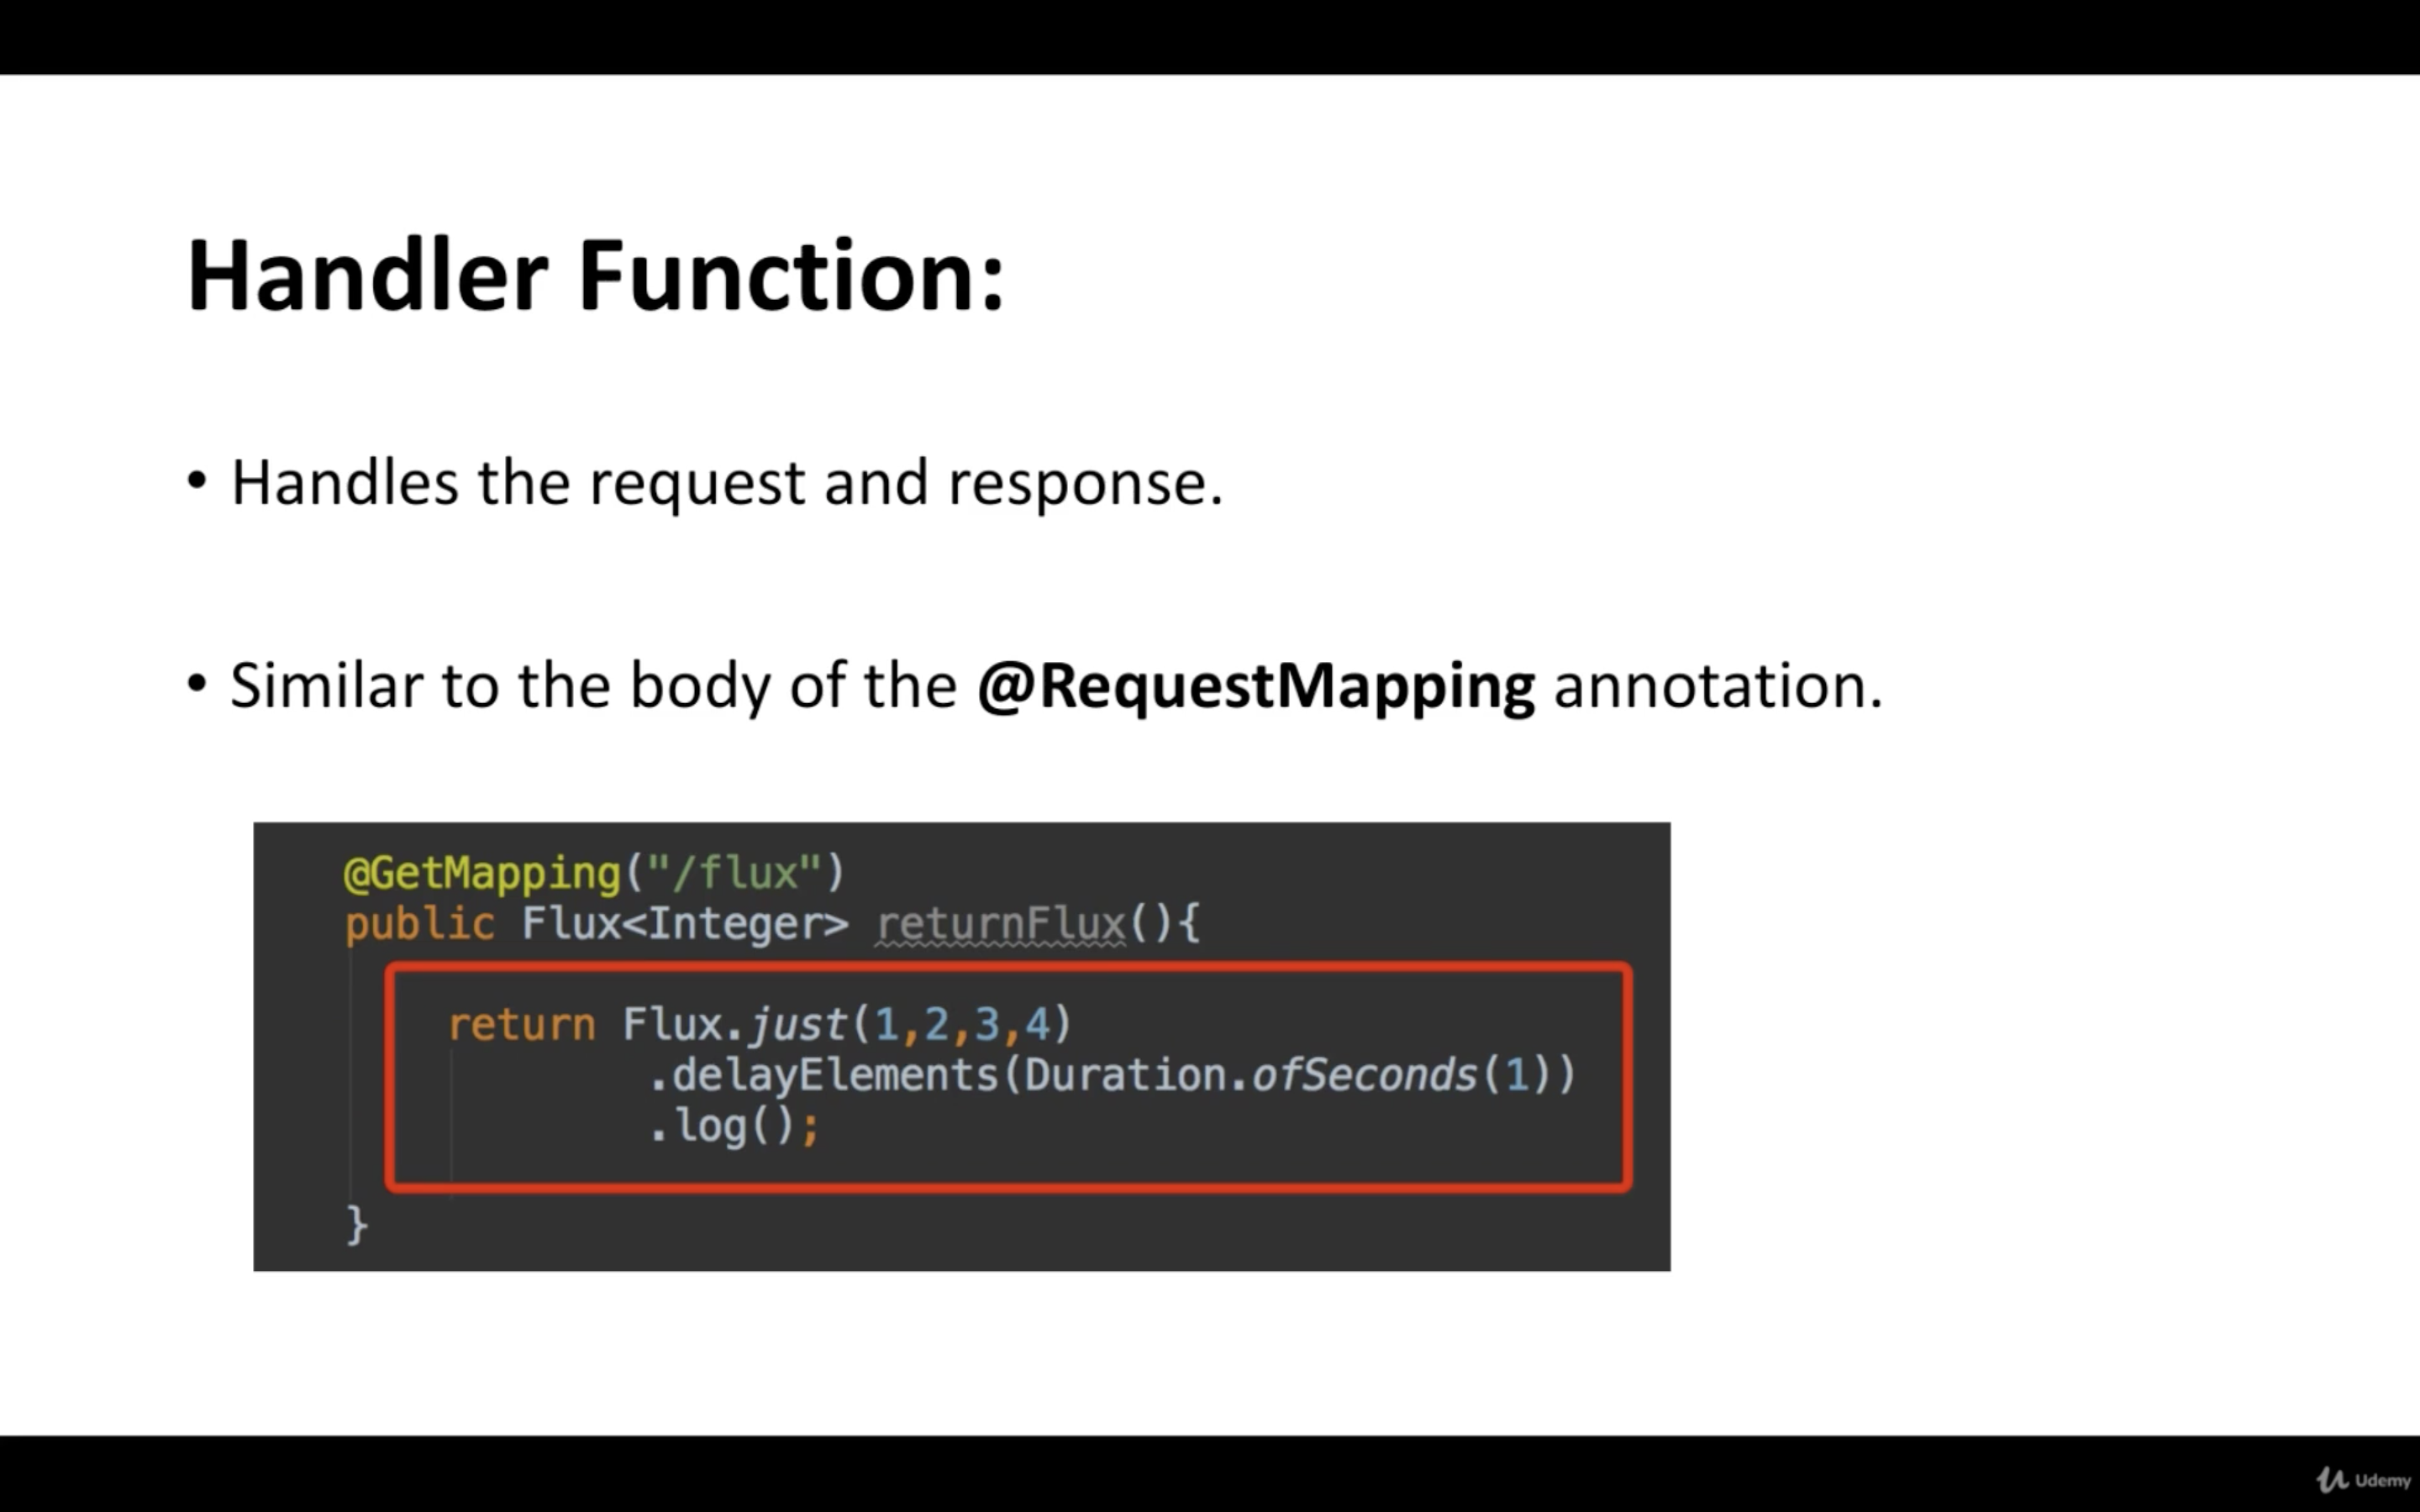 Handler Function:
• Handles the request and response.
• Similar to the body of the @RequestMapping annotation.
@GetMapping("/flux")
public Flux<Integer> returnFlux(){
return Flux.just(1,2,3,4)
.delayElements(Duration.ofSeconds(1))
.log();
}
Udemy